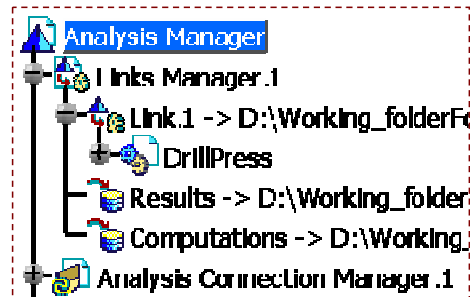 Analysis Manager
Links Manager.1
Link.1 -> D:\Working_folderFo
DrillPress
Results -> D:\Working_folder
Computations -> D:\Working_
Analysis Connection Manager.1